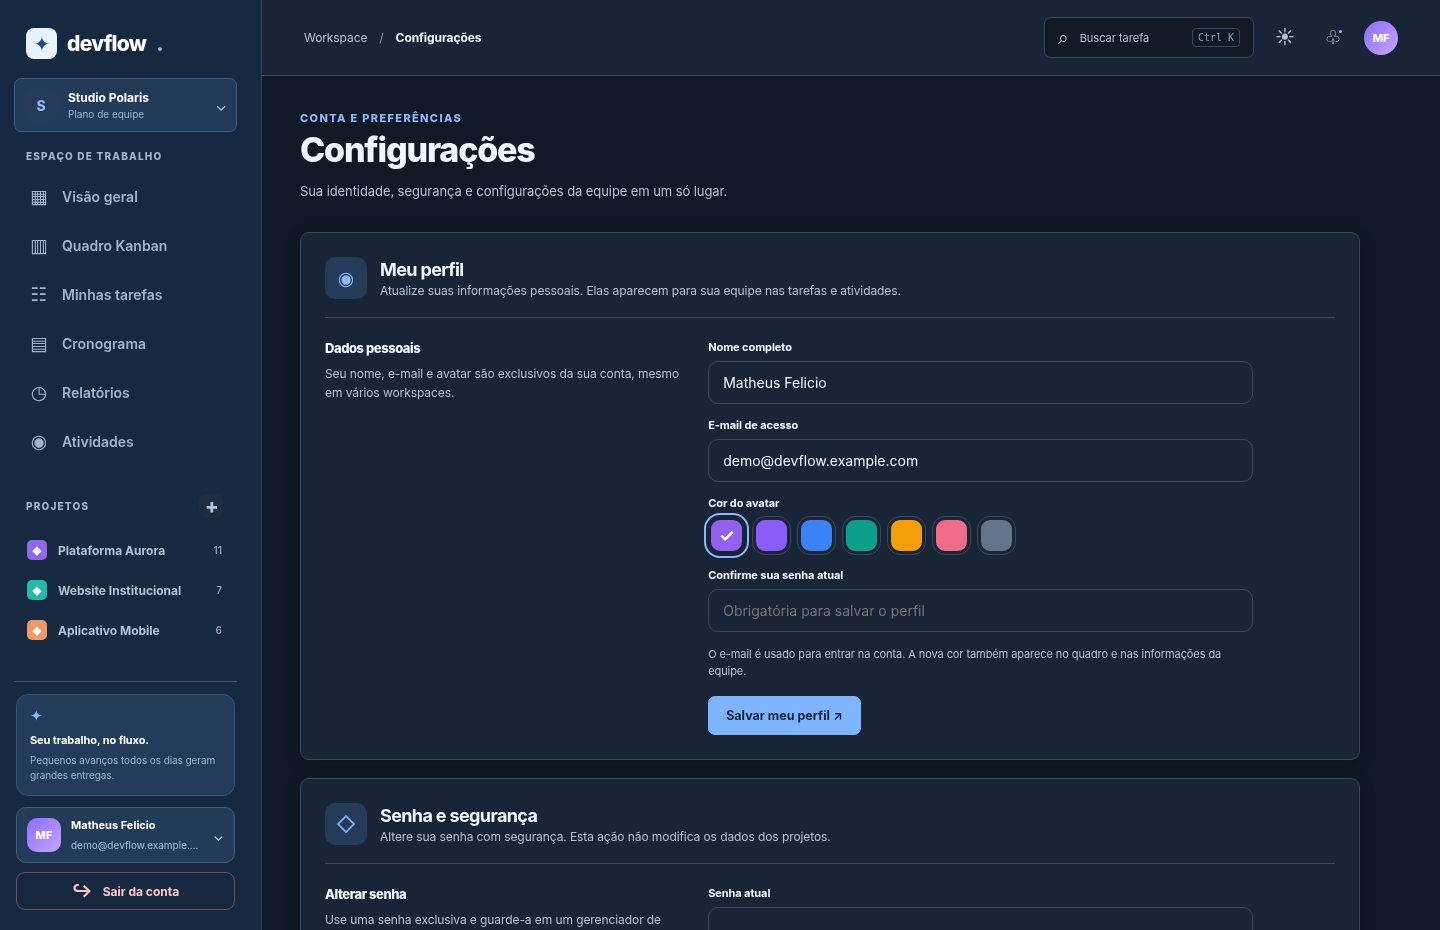 devflow.
S
Studio Polaris
Plano de equipe
ESPAÇO DE TRABALHO
Visão geral
Quadro Kanban
Minhas tarefas
Cronograma
Relatórios
Atividades
PROJETOS
Plataforma Aurora 11
Website Institucional 7
Aplicativo Mobile 6
Seu trabalho, no fluxo.
Pequenos avanços todos os dias geram
grandes entregas.
MF
Matheus Felicio
demo@devflow.example....
Sair da conta
Workspace / Configurações
Buscar tarefa
Ctrl K
MF
CONTA E PREFERÊNCIAS
Configurações
Sua identidade, segurança e configurações da equipe em um só lugar.
Meu perfil
Atualize suas informações pessoais. Elas aparecem para sua equipe nas tarefas e atividades.
Dados pessoais
Seu nome, e-mail e avatar são exclusivos da sua conta, mesmo
em vários workspaces.
Nome completo
Matheus Felicio
E-mail de acesso
demo@devflow.example.com
Cor do avatar
Confirme sua senha atual
Obrigatória para salvar o perfil
O e-mail é usado para entrar na conta. A nova cor também aparece no quadro e nas informações da
equipe.
Salvar meu perfil ↗
Senha e segurança
Altere sua senha com segurança. Esta ação não modifica os dados dos projetos.
Alterar senha
Use uma senha exclusiva e guarde-a em um gerenciador de
Senha atual